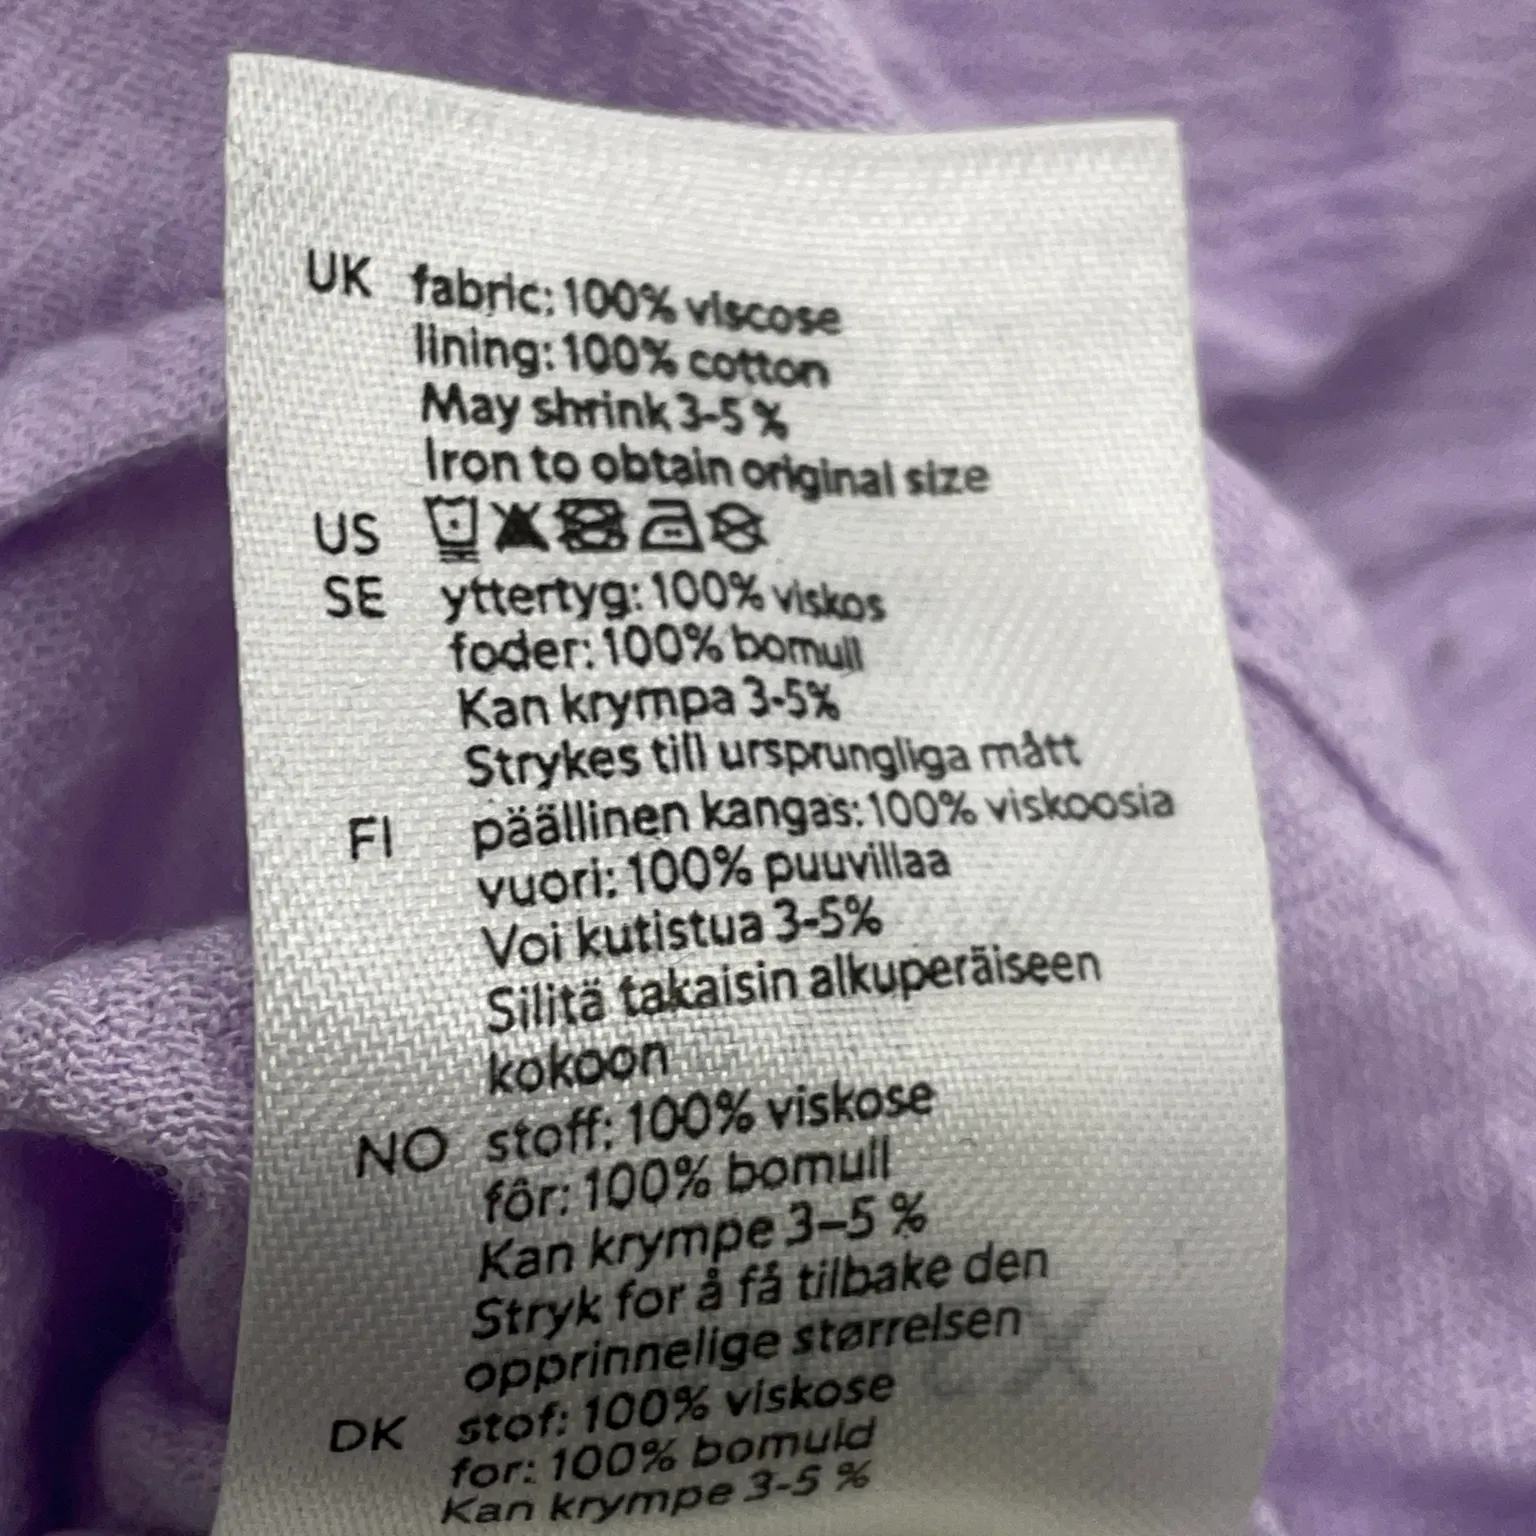 UK fabric: 100% viscose
lining: 100% cotton
May shrink 3-5 %
Iron to obtain original size
US
SE yttertyg: 100% viskos
foder: 100% bomull
Kan krympa 3-5%
Strykes till ursprungliga mått
FI päällinen kangas: 100% viskoosia
vuori: 100% puuvillaa
Voi kutistua 3-5%
Silitä takaisin alkuperäiseen
kokoon
NO stoff: 100% viskose
fôr: 100% bomull
Kan krympe 3–5 %
Stryk for å få tilbake den
opprinnelige størrelsen
DK stof: 100% viskose
for: 100% bomuld
Kan krympe 3-5 %